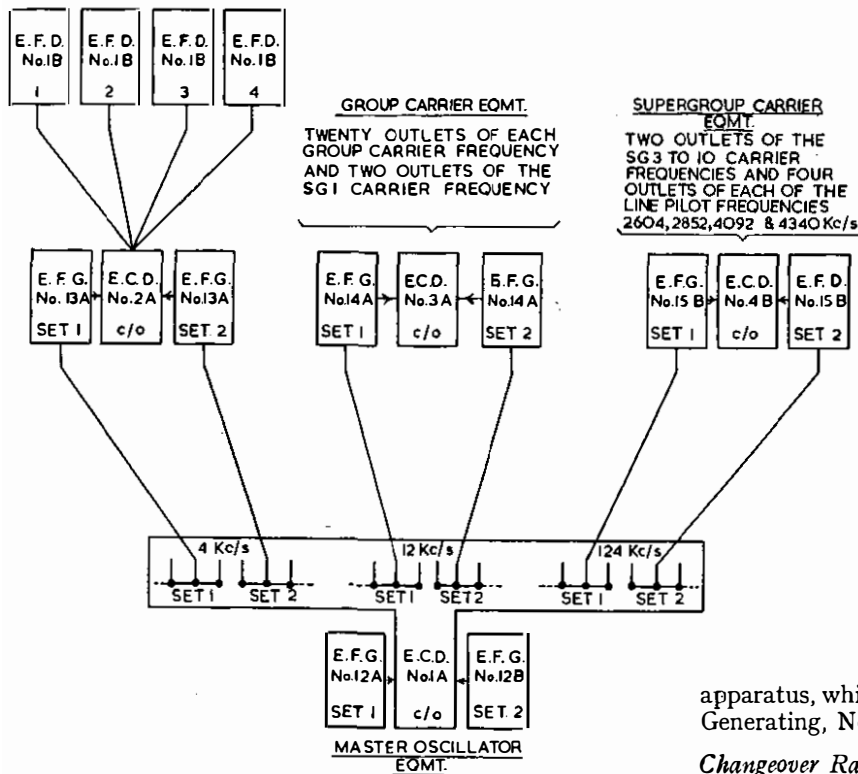 E.F.D. No.1B 1
E.F.D. No.1B 2
E.F.D. No.1B 3
E.F.D. No.1B 4
GROUP CARRIER EQMT.
TWENTY OUTLETS OF EACH
GROUP CARRIER FREQUENCY
AND TWO OUTLETS OF THE
SG1 CARRIER FREQUENCY
SUPERGROUP CARRIER
EQMT.
TWO OUTLETS OF THE
SG3 TO 10 CARRIER
FREQUENCIES AND FOUR
OUTLETS OF EACH OF THE
LINE PILOT FREQUENCIES
2604,2852,4092 & 4340 Kc/s
E.F.G. No.13A SET 1
E.C.D. No.2A c/o
E.F.G. No.13A SET 2
E.F.G. No.14A SET 1
EC.D. No.3A c/o
E.F.G. No.14A SET 2
E.F.G. No.15B SET 1
E.C.D. No.4B c/o
E.F.D. No.15B SET 2
4 Kc/s
12 Kc/s
124 Kc/s
SET 1
SET 2
SET 1
SET 2
SET 1
SET 2
E.F.G. No.12A SET 1
E.C.D. No.1A c/o
E.F.G. No.12B SET 2
MASTER OSCILLATOR
EQMT.
apparatus, whi
Generating, N
Changeover Ra